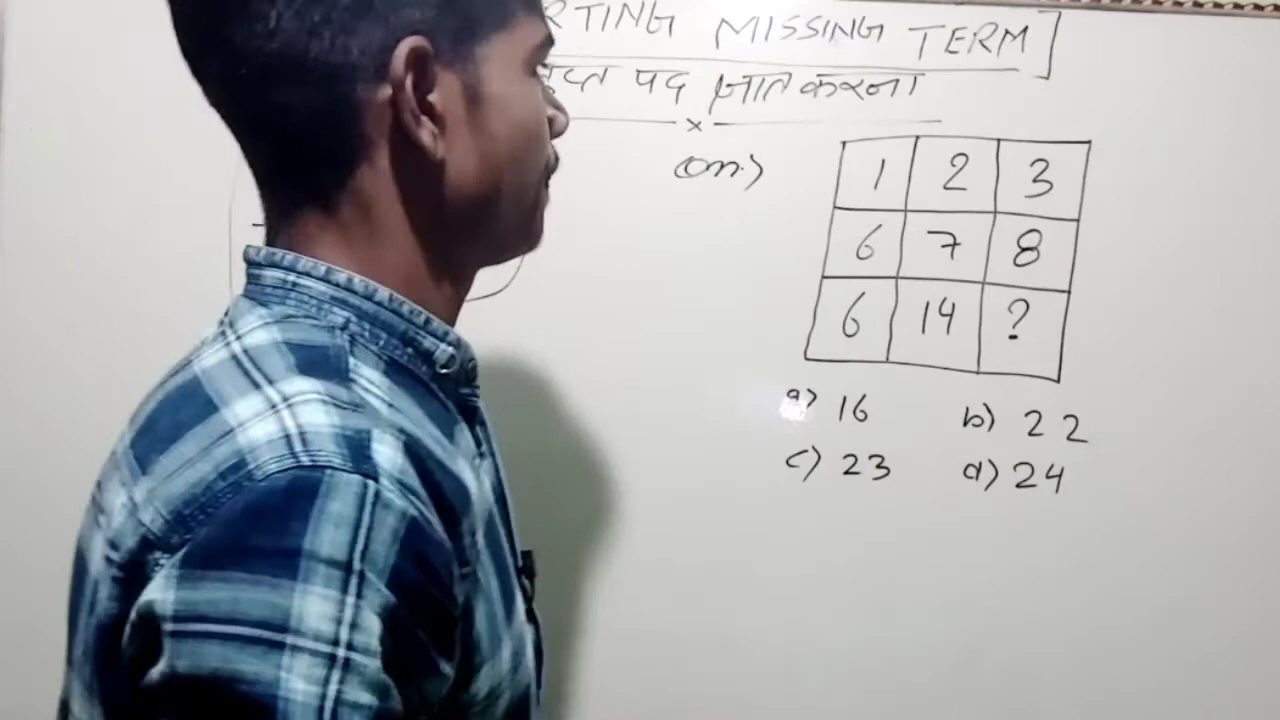 RTING MISSING TERM]
पद ज्ञात करना
x
1 2 3
6 7 8
6 14 ?
a) 16 b) 22
c) 23 d) 24